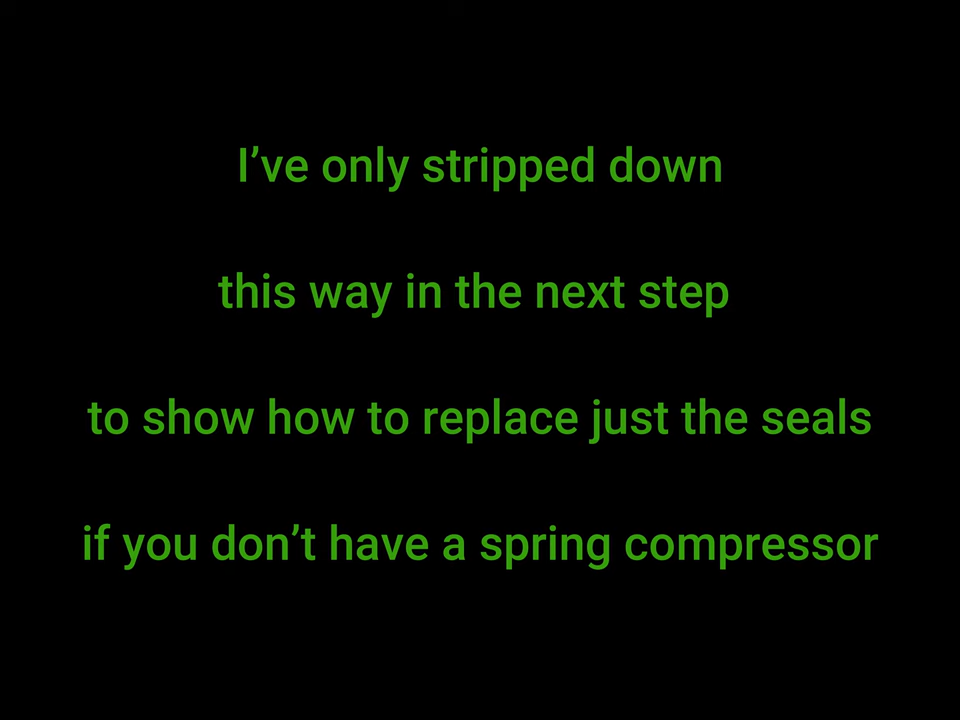 I’ve only stripped down
this way in the next step
to show how to replace just the seals
if you don’t have a spring compressor